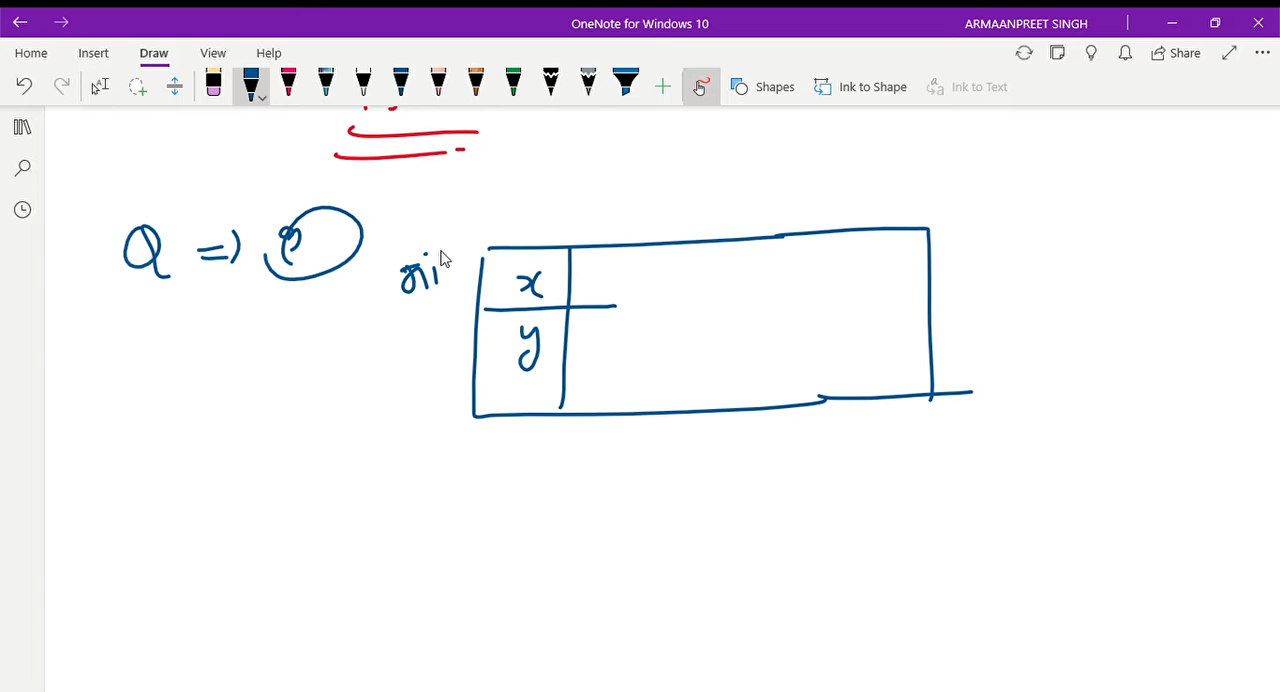 OneNote for Windows 10
ARMAANPREET SINGH
Home Insert Draw View Help
Share
Shapes
Ink to Shape
Ink to Text
Q =>
x
y